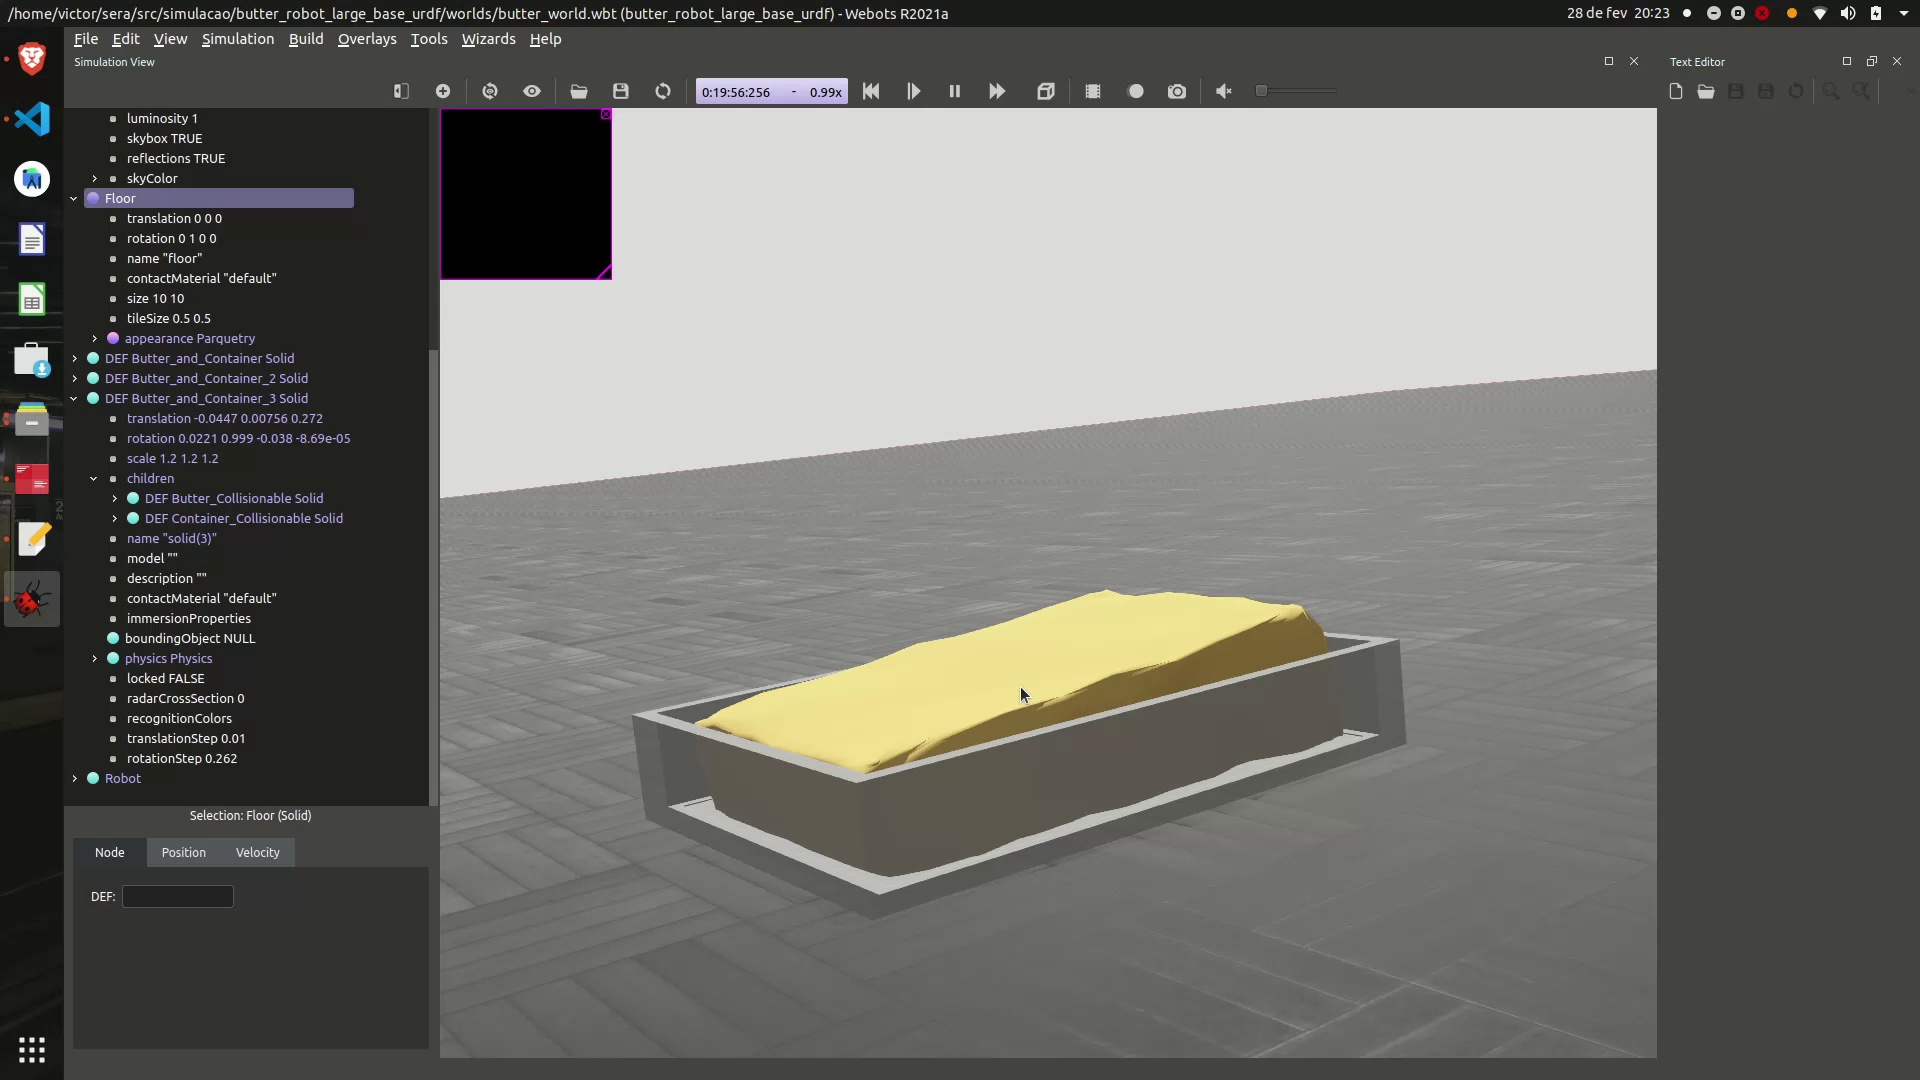 /home/victor/sera/src/simulacao/butter_robot_large_base_urdf/worlds/butter_world.wbt (butter_robot_large_base_urdf) - Webots R2021a
28 de fev 20:23
File Edit View Simulation Build Overlays Tools Wizards Help
Simulation View
Text Editor
0:19:56:256 - 0.99x
luminosity 1
skybox TRUE
reflections TRUE
skyColor
Floor
translation 0 0 0
rotation 0 1 0 0
name "floor"
contactMaterial "default"
size 10 10
tileSize 0.5 0.5
appearance Parquetry
DEF Butter_and_Container Solid
DEF Butter_and_Container_2 Solid
DEF Butter_and_Container_3 Solid
translation -0.0447 0.00756 0.272
rotation 0.0221 0.999 -0.038 -8.69e-05
scale 1.2 1.2 1.2
children
DEF Butter_Collisionable Solid
DEF Container_Collisionable Solid
name "solid(3)"
model ""
description ""
contactMaterial "default"
immersionProperties
boundingObject NULL
physics Physics
locked FALSE
radarCrossSection 0
recognitionColors
translationStep 0.01
rotationStep 0.262
Robot
Selection: Floor (Solid)
Node Position Velocity
DEF: